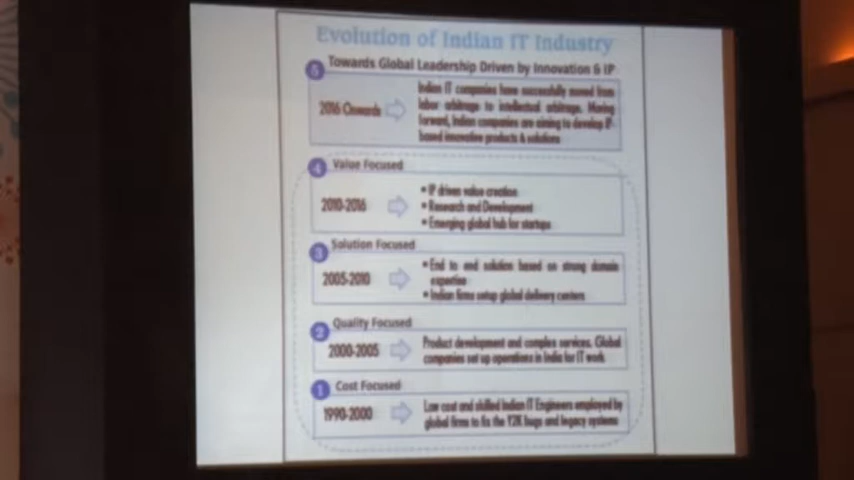 Evolution of Indian IT Industry
5 Towards Global Leadership Driven by Innovation & IP
2016 Onwards
Indian IT companies have successfully moved from
labor arbitrage to intellectual arbitrage. Moving
forward, Indian companies are aiming to develop IP-
based innovative products & solutions
4 Value Focused
2010-2016
• IP driven value creation
• Research and Development
• Emerging global hub for startups
3 Solution Focused
2005-2010
• End to end solution based on strong domain
expertise
• Indian firms setup global delivery centers
2 Quality Focused
2000-2005
Product development and complex services. Global
companies set up operations in India for IT work
1 Cost Focused
1990-2000
Low cost and skilled Indian IT Engineers employed by
global firms to fix the Y2K bugs and legacy systems